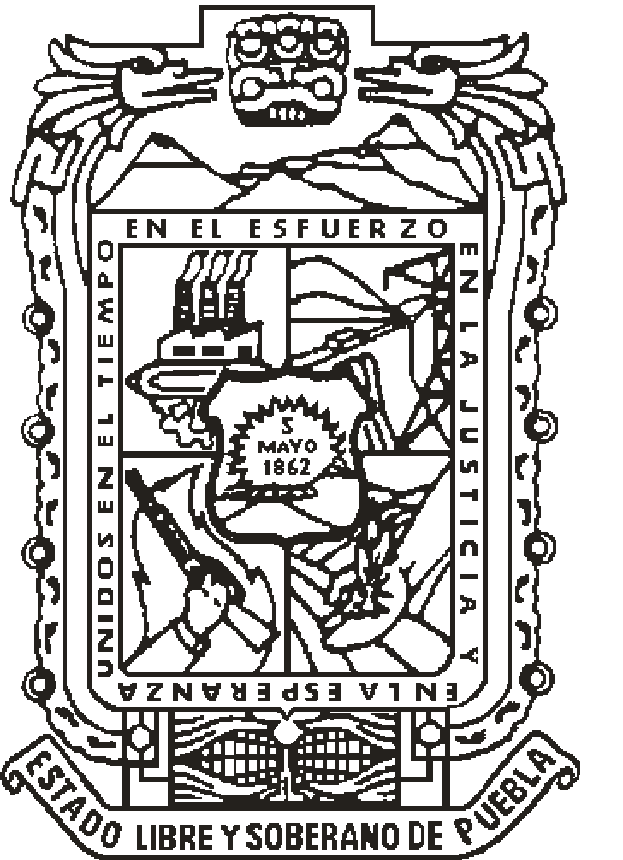 UNIDOS EN EL TIEMPO
EN EL ESFUERZO
EN LA JUSTICIA Y
EN LA ESPERANZA
5
MAYO
1862
ESTADO LIBRE Y SOBERANO DE PUEBLA